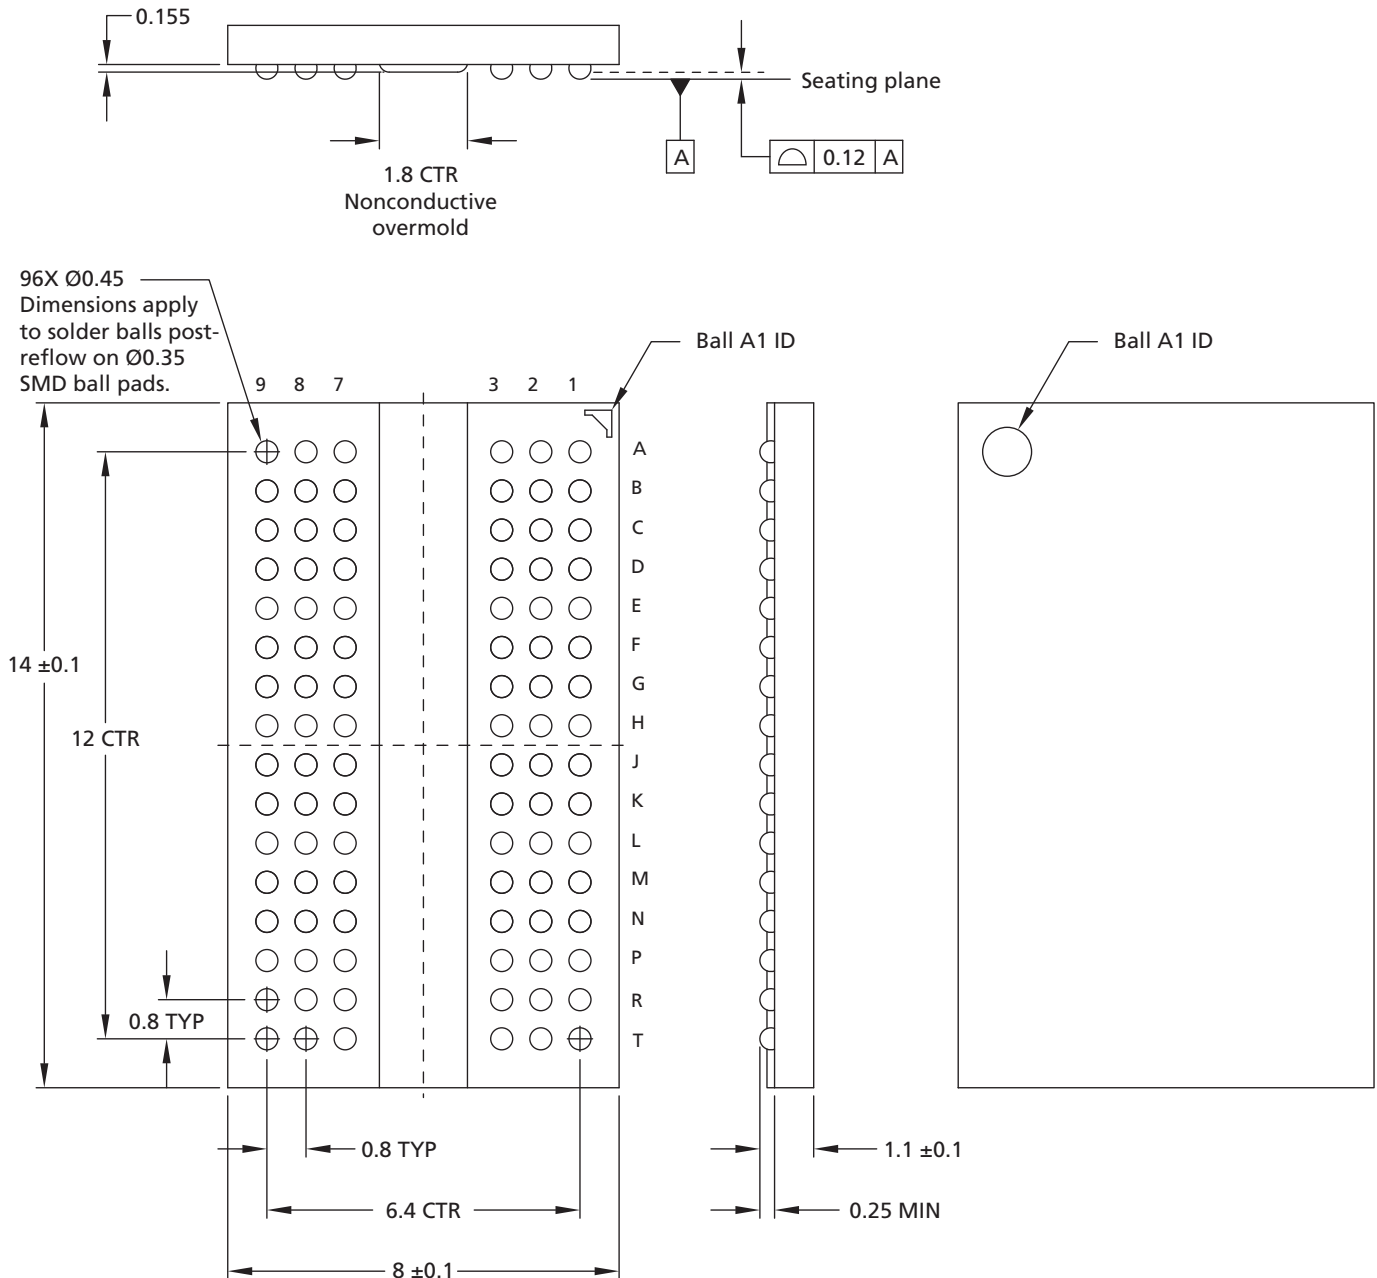 0.155
Seating plane
A
0.12 A
1.8 CTR
Nonconductive
overmold
96X Ø0.45
Dimensions apply
to solder balls post-
reflow on Ø0.35
SMD ball pads.
Ball A1 ID
Ball A1 ID
9 8 7 3 2 1
A
B
C
D
E
F
14 ±0.1
G
H
12 CTR
J
K
L
M
N
P
R
0.8 TYP
T
0.8 TYP
1.1 ±0.1
6.4 CTR
0.25 MIN
8 ±0.1